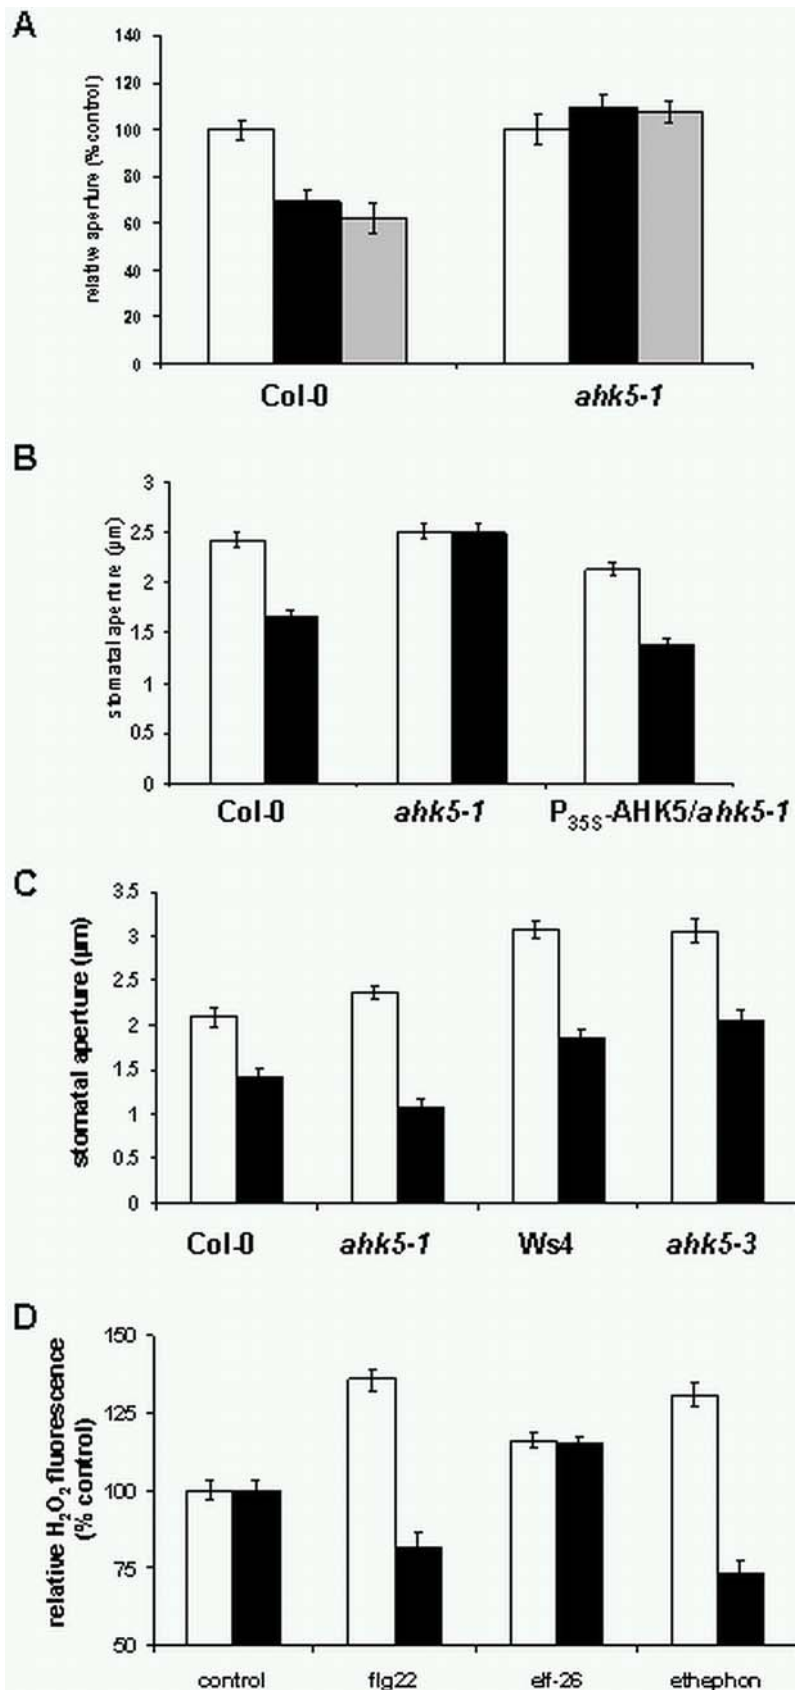 A
relative aperture (% control)
140
120
100
80
60
40
20
0
Col-0
ahk5-1
B
stomatal aperture (µm)
3
2.5
2
1.5
1
0.5
0
Col-0
ahk5-1
P35S-AHK5/ahk5-1
C
stomatal aperture (µm)
3.5
3
2.5
2
1.5
1
0.5
0
Col-0
ahk5-1
Ws4
ahk5-3
D
relative H2O2 fluorescence
(% control)
150
125
100
75
50
control
flg22
elf-26
ethephon